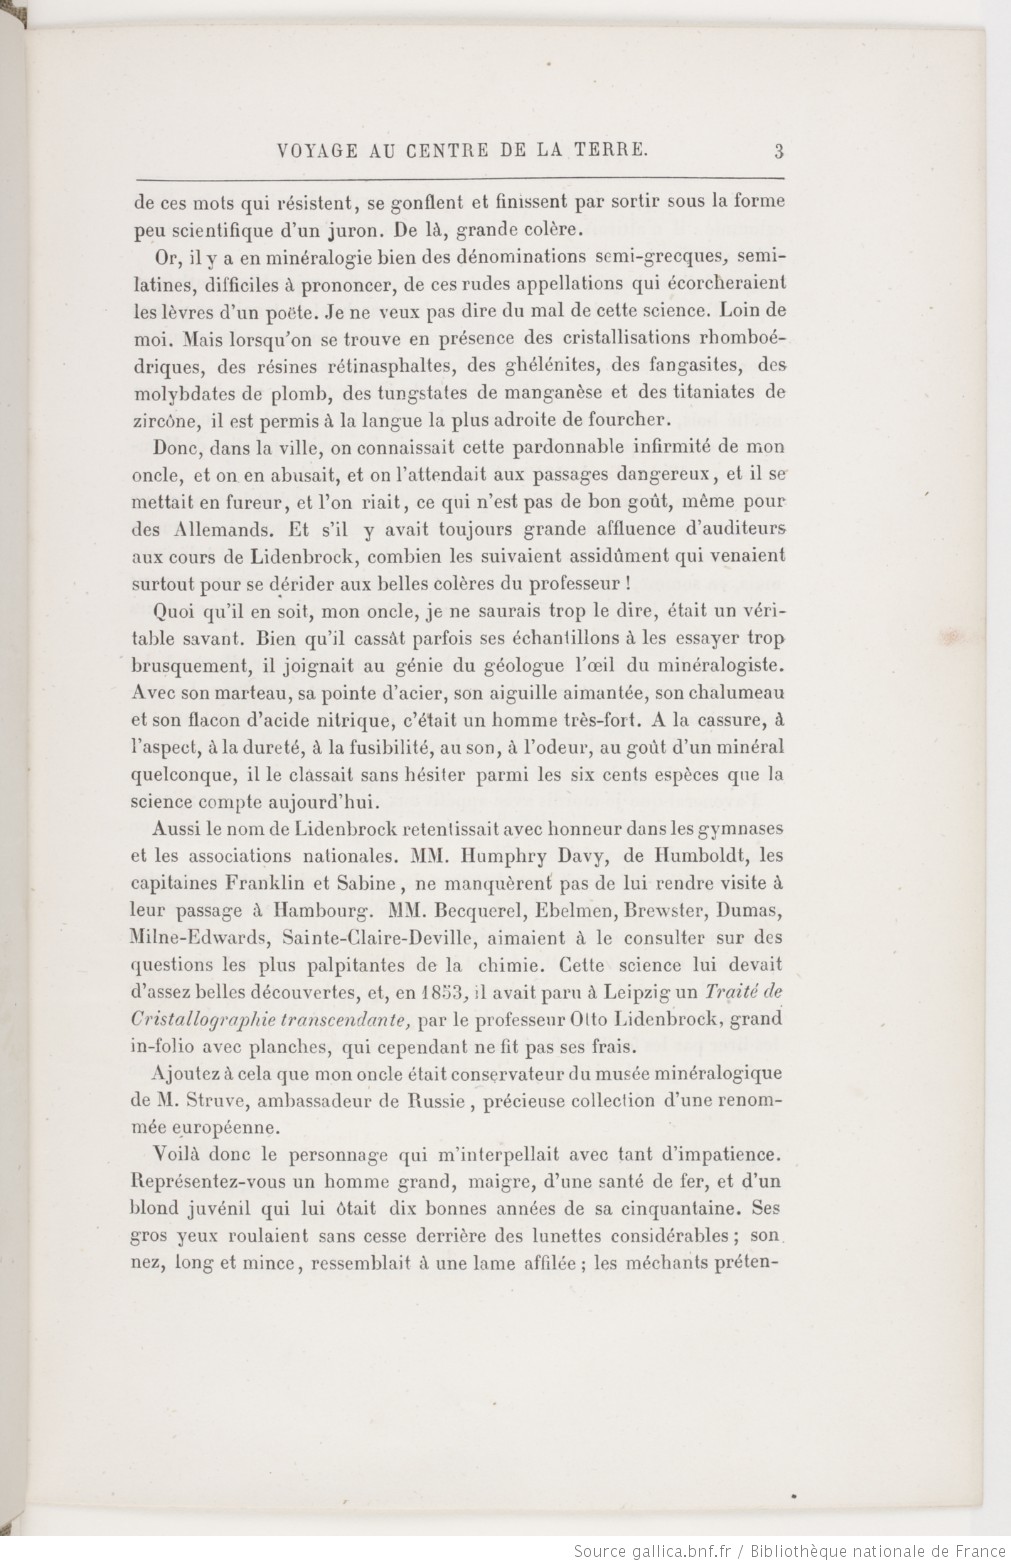 VOYAGE AU CENTRE DE LA TERRE. 3
de ces mots qui résistent, se gonflent et finissent par sortir sous la forme
peu scientifique d'un juron. De là, grande colère.
Or, il y a en minéralogie bien des dénominations semi-grecques, semi-
latines, difficiles à prononcer, de ces rudes appellations qui écorcheraient
les lèvres d'un poëte. Je ne veux pas dire du mal de cette science. Loin de
moi. Mais lorsqu'on se trouve en présence des cristallisations rhomboé-
driques, des résines rétinasphaltes, des ghélénites, des fangasites, des
molybdates de plomb, des tungstates de manganèse et des titaniates de
zircône, il est permis à la langue la plus adroite de fourcher.
Donc, dans la ville, on connaissait cette pardonnable infirmité de mon
oncle, et on en abusait, et on l'attendait aux passages dangereux, et il se
mettait en fureur, et l'on riait, ce qui n'est pas de bon goût, même pour
des Allemands. Et s'il y avait toujours grande affluence d'auditeurs
aux cours de Lidenbrock, combien les suivaient assidûment qui venaient
surtout pour se dérider aux belles colères du professeur !
Quoi qu'il en soit, mon oncle, je ne saurais trop le dire, était un véri-
table savant. Bien qu'il cassât parfois ses échantillons à les essayer trop
brusquement, il joignait au génie du géologue l'œil du minéralogiste.
Avec son marteau, sa pointe d'acier, son aiguille aimantée, son chalumeau
et son flacon d'acide nitrique, c'était un homme très-fort. A la cassure, à
l'aspect, à la dureté, à la fusibilité, au son, à l'odeur, au goût d'un minéral
quelconque, il le classait sans hésiter parmi les six cents espèces que la
science compte aujourd'hui.
Aussi le nom de Lidenbrock retentissait avec honneur dans les gymnases
et les associations nationales. MM. Humphry Davy, de Humboldt, les
capitaines Franklin et Sabine, ne manquèrent pas de lui rendre visite à
leur passage à Hambourg. MM. Becquerel, Ebelmen, Brewster, Dumas,
Milne-Edwards, Sainte-Claire-Deville, aimaient à le consulter sur des
questions les plus palpitantes de la chimie. Cette science lui devait
d'assez belles découvertes, et, en 1853, il avait paru à Leipzig un Traité de
Cristallographie transcendante, par le professeur Otto Lidenbrock, grand
in-folio avec planches, qui cependant ne fit pas ses frais.
Ajoutez à cela que mon oncle était conservateur du musée minéralogique
de M. Struve, ambassadeur de Russie, précieuse collection d'une renom-
mée européenne.
Voilà donc le personnage qui m'interpellait avec tant d'impatience.
Représentez-vous un homme grand, maigre, d'une santé de fer, et d'un
blond juvénil qui lui ôtait dix bonnes années de sa cinquantaine. Ses
gros yeux roulaient sans cesse derrière des lunettes considérables ; son
nez, long et mince, ressemblait à une lame affilée ; les méchants préten-
Source gallica.bnf.fr / Bibliothèque nationale de France